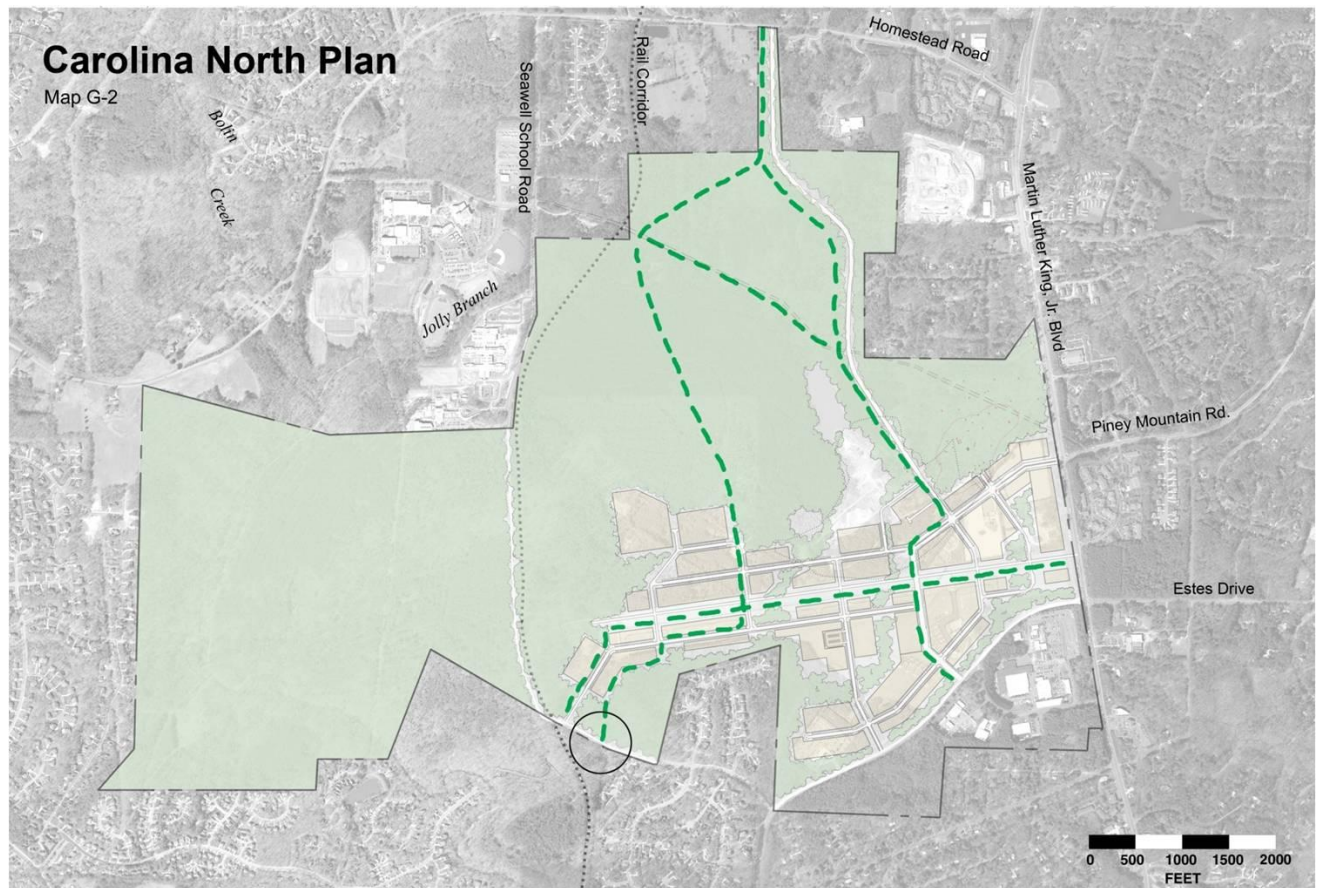 Carolina North Plan
Map G-2
Homestead Road
Rail Corridor
Seawell School Road
Bolin
Creek
Martin Luther King, Jr. Blvd
Jolly Branch
Piney Mountain Rd.
Estes Drive
0 500 1000 1500 2000
FEET